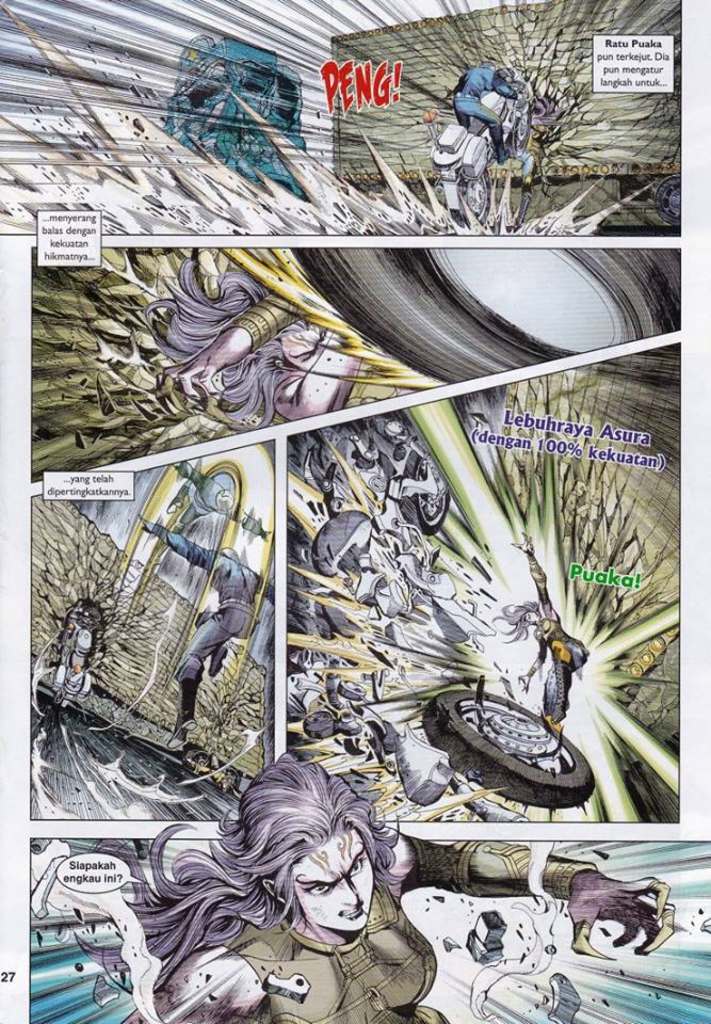 PENG!
Ratu Puaka
pun terkejut. Dia
pun mengatur
langkah untuk...
...menyerang
balas dengan
kekuatan
hikmatnya...
Lebuhraya Asura
(dengan 100% kekuatan)
Puaka!
...yang telah
dipertingkatkannya.
Siapakah
engkau ini?
27